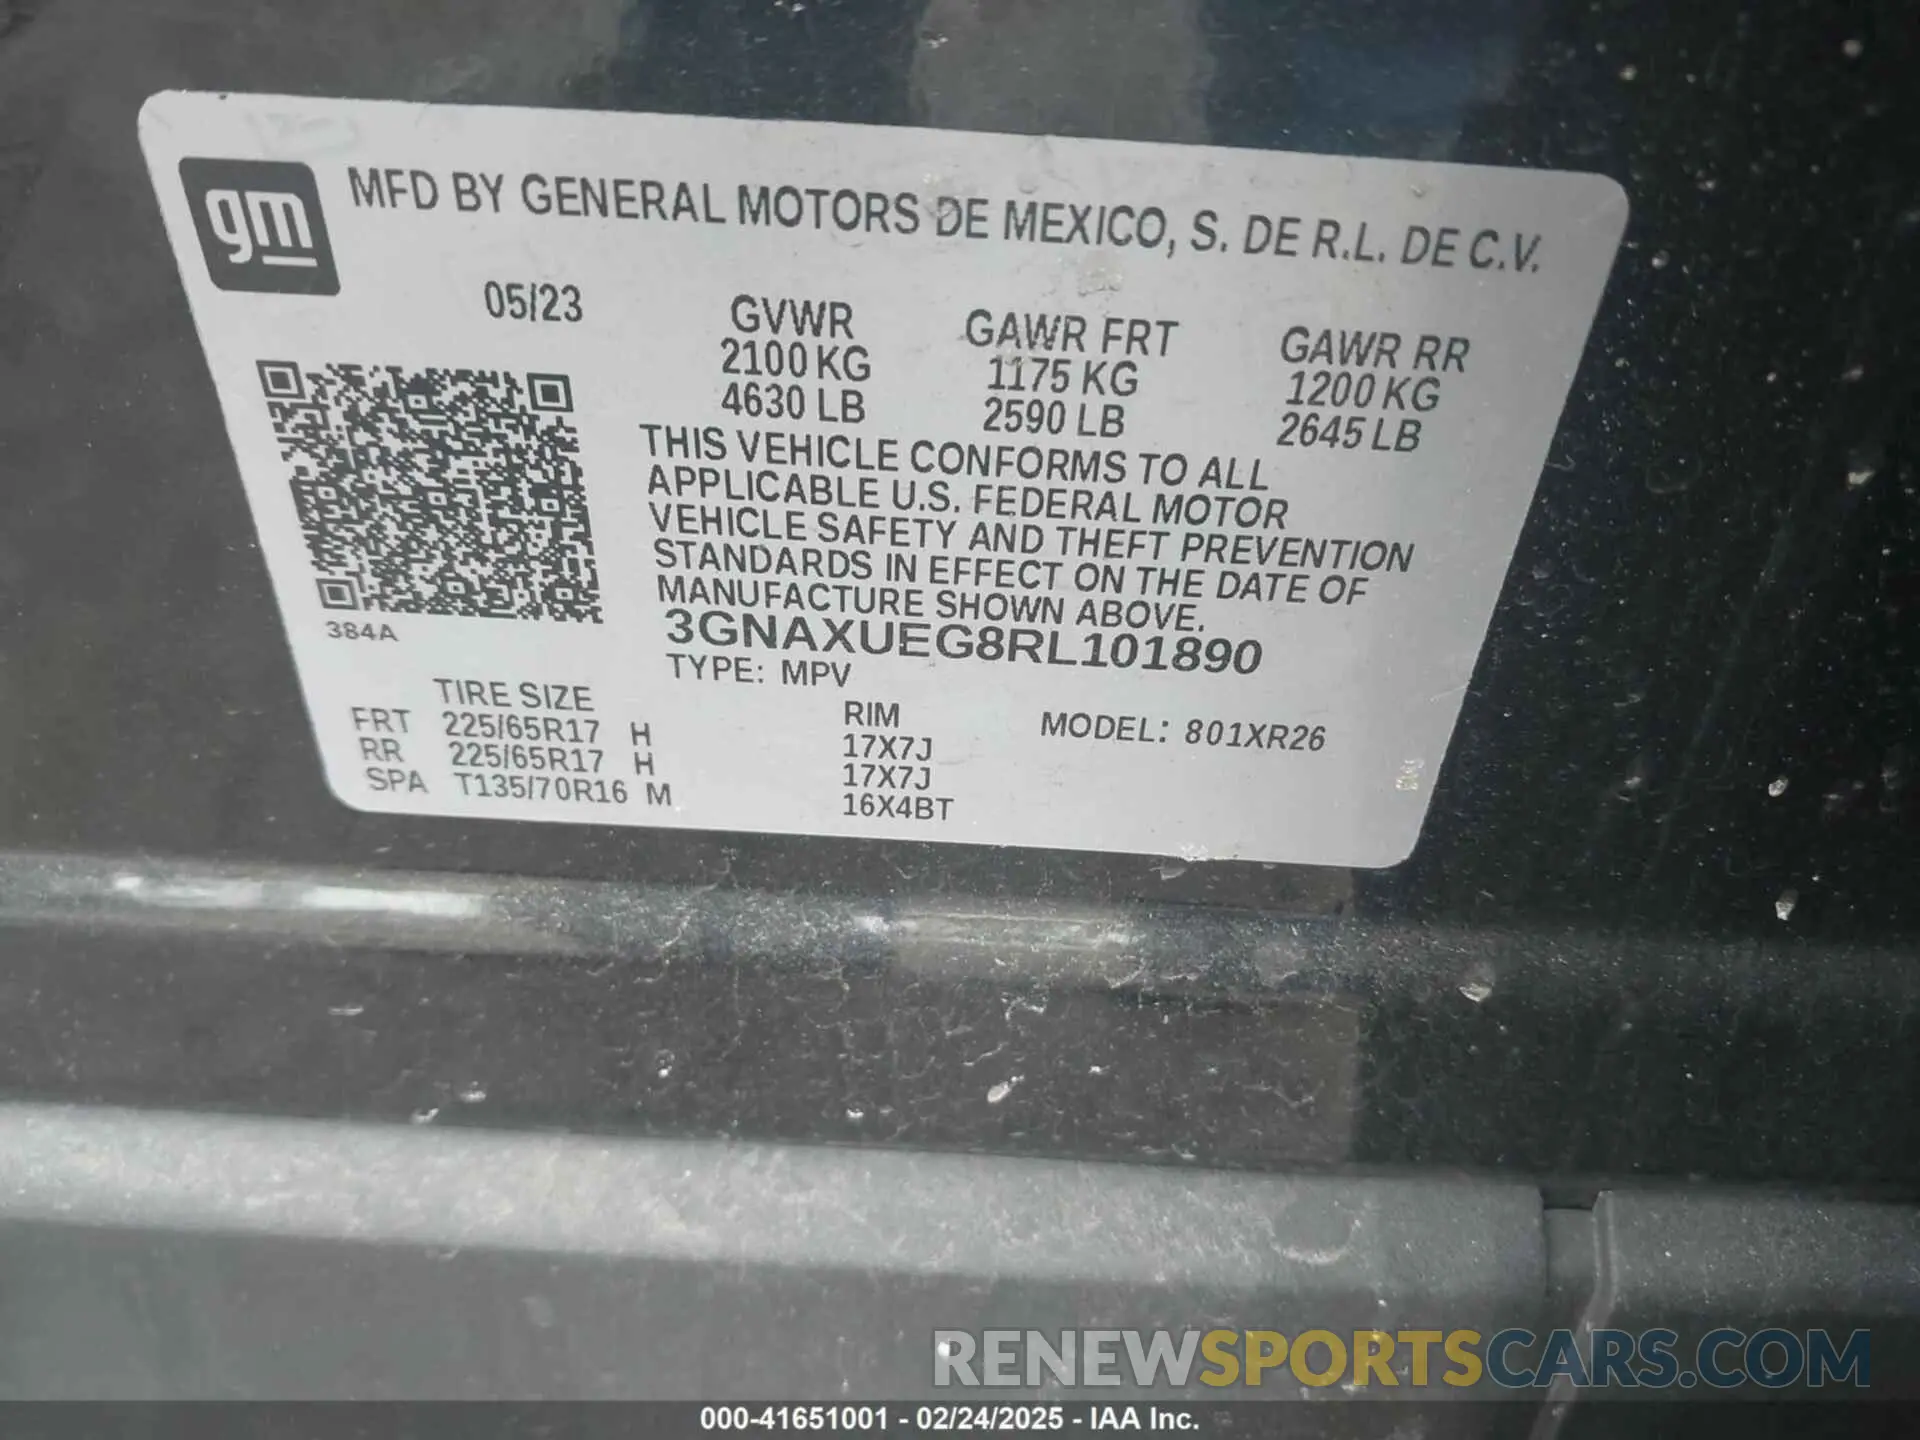 gm
MFD BY GENERAL MOTORS DE MEXICO, S. DE R.L. DE C.V.
05/23
GVWR GAWR FRT GAWR RR
2100 KG 1175 KG 1200 KG
4630 LB 2590 LB 2645 LB
THIS VEHICLE CONFORMS TO ALL
APPLICABLE U.S. FEDERAL MOTOR
VEHICLE SAFETY AND THEFT PREVENTION
STANDARDS IN EFFECT ON THE DATE OF
MANUFACTURE SHOWN ABOVE.
3GNAXUEG8RL101890
384A
TYPE: MPV
TIRE SIZE RIM MODEL: 801XR26
FRT 225/65R17 H 17X7J
RR 225/65R17 H 17X7J
SPA T135/70R16 M 16X4BT
RENEWSPORTSCARS.COM
000-41651001 - 02/24/2025 - IAA Inc.